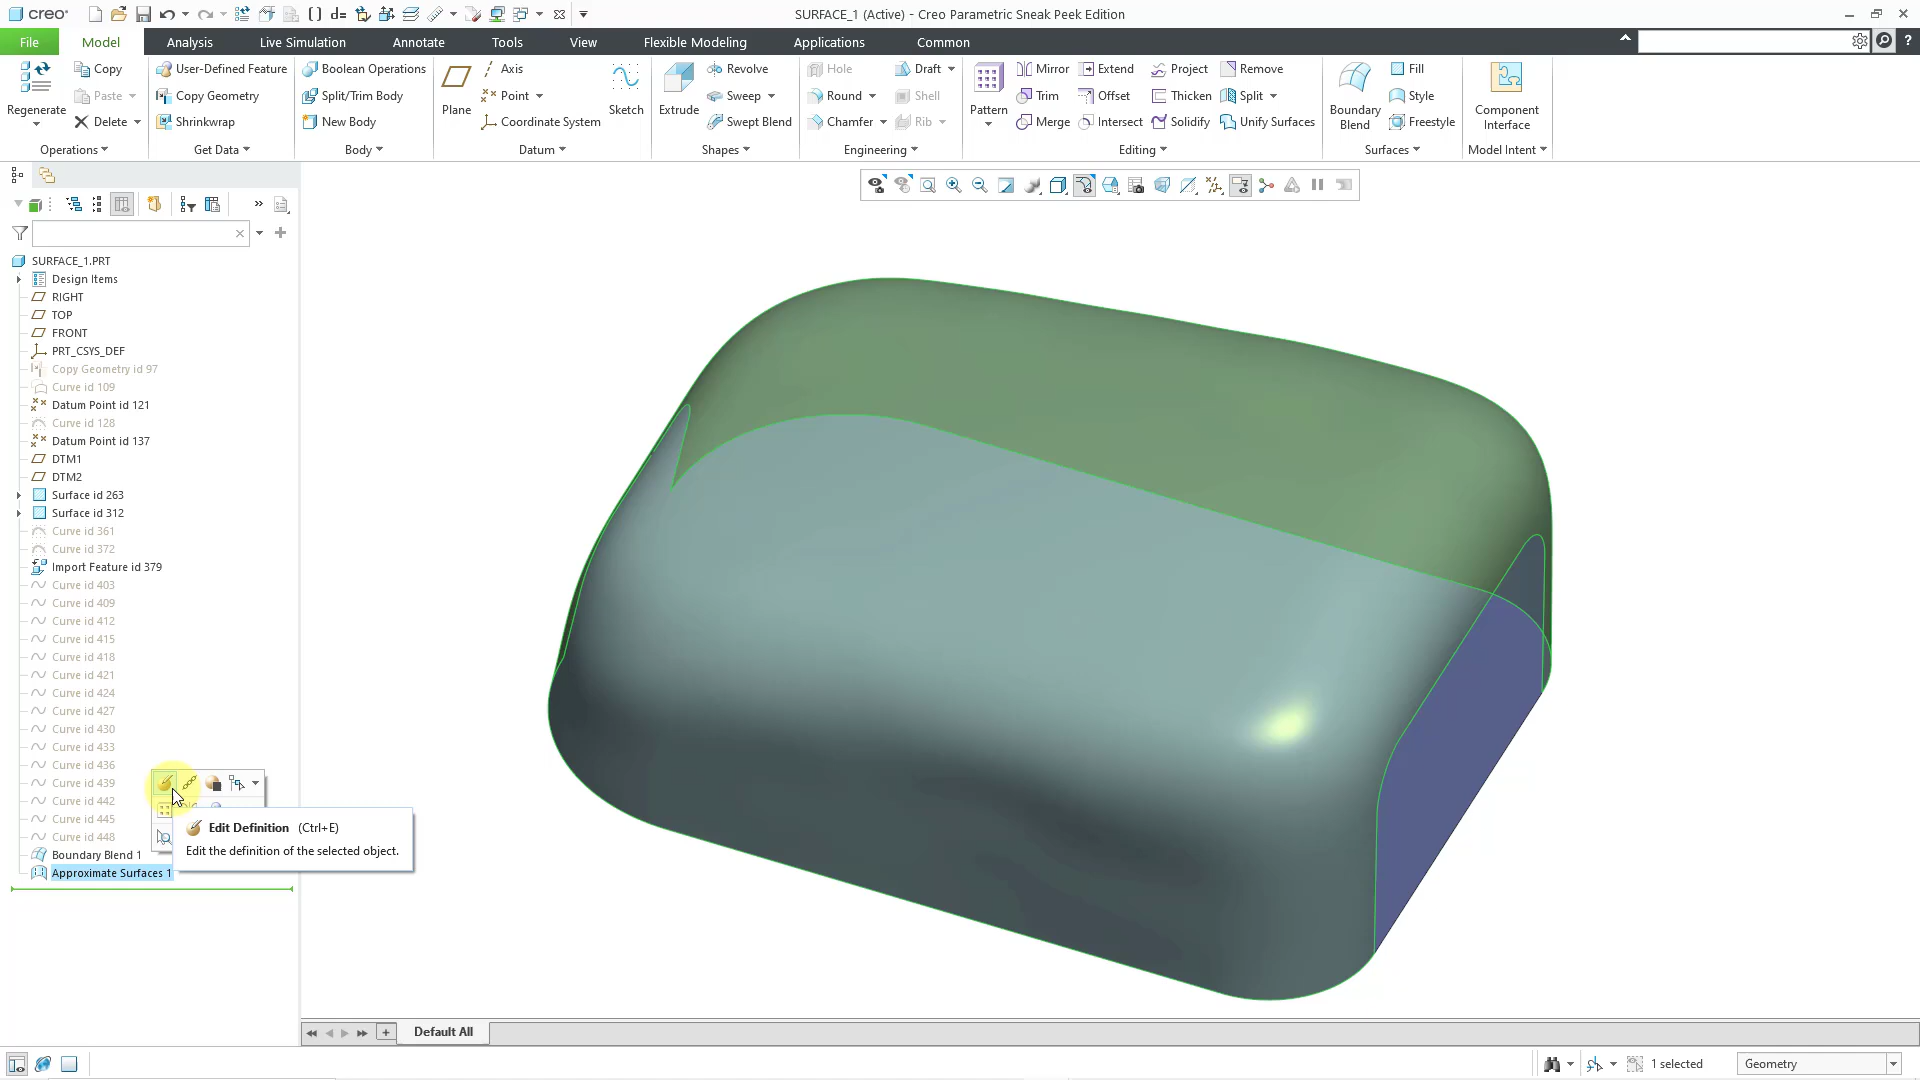 creo
SURFACE_1 (Active) - Creo Parametric Sneak Peek Edition
File Model Analysis Live Simulation Annotate Tools View Flexible Modeling Applications Common
Regenerate
Copy
Paste
Delete
Operations
User-Defined Feature
Copy Geometry
Shrinkwrap
Get Data
Boolean Operations
Split/Trim Body
New Body
Body
Plane
Axis
Point
Coordinate System
Sketch
Datum
Extrude
Revolve
Sweep
Swept Blend
Shapes
Hole
Round
Chamfer
Draft
Shell
Rib
Engineering
Pattern
Mirror
Trim
Merge
Extend
Offset
Intersect
Project
Thicken
Solidify
Remove
Split
Unify Surfaces
Editing
Boundary
Blend
Fill
Style
Freestyle
Surfaces
Component
Interface
Model Intent
SURFACE_1.PRT
Design Items
RIGHT
TOP
FRONT
PRT_CSYS_DEF
Copy Geometry id 97
Curve id 109
Datum Point id 121
Curve id 128
Datum Point id 137
DTM1
DTM2
Surface id 263
Surface id 312
Curve id 361
Curve id 372
Import Feature id 379
Curve id 403
Curve id 409
Curve id 412
Curve id 415
Curve id 418
Curve id 421
Curve id 424
Curve id 427
Curve id 430
Curve id 433
Curve id 436
Curve id 439
Curve id 442
Curve id 445
Curve id 448
Boundary Blend 1
Approximate Surfaces 1
Edit Definition (Ctrl+E)
Edit the definition of the selected object.
Default All
1 selected
Geometry